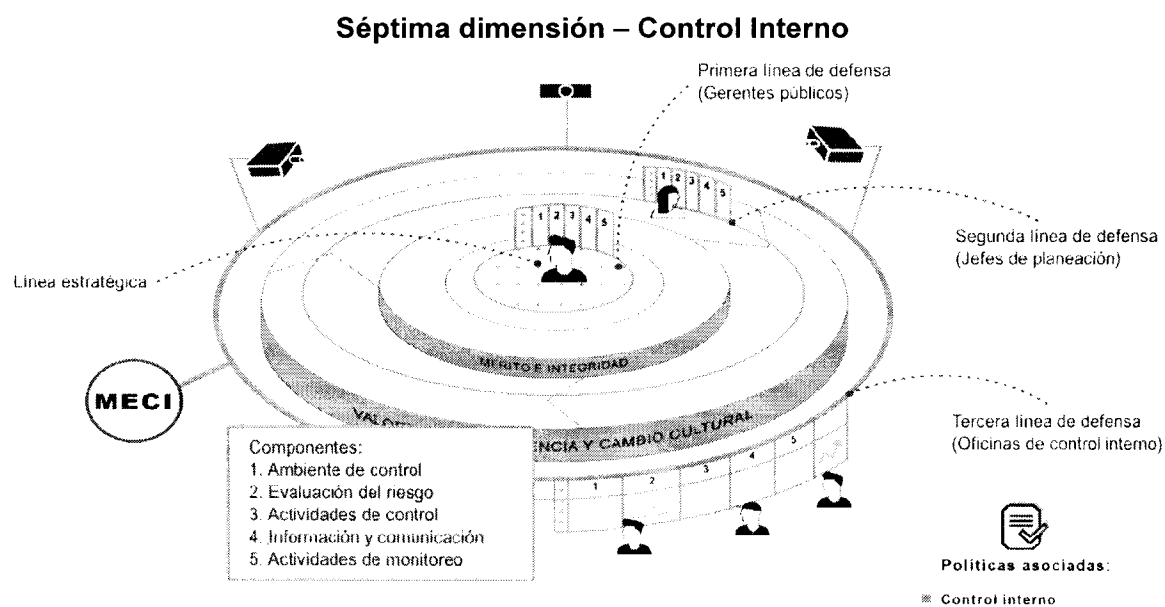 Séptima dimensión – Control Interno
Primera línea de defensa
(Gerentes públicos)
1 2 3 4 5
1 2 3 4 5
Segunda línea de defensa
(Jefes de planeación)
Línea estratégica
MÉRITO E INTEGRIDAD
MECI
Tercera línea de defensa
(Oficinas de control interno)
Y CAMBIO CULTURAL
Componentes:
1. Ambiente de control
2. Evaluación del riesgo
3. Actividades de control
4. Información y comunicación
5. Actividades de monitoreo
1 2 3 4 5
Políticas asociadas:
Control interno